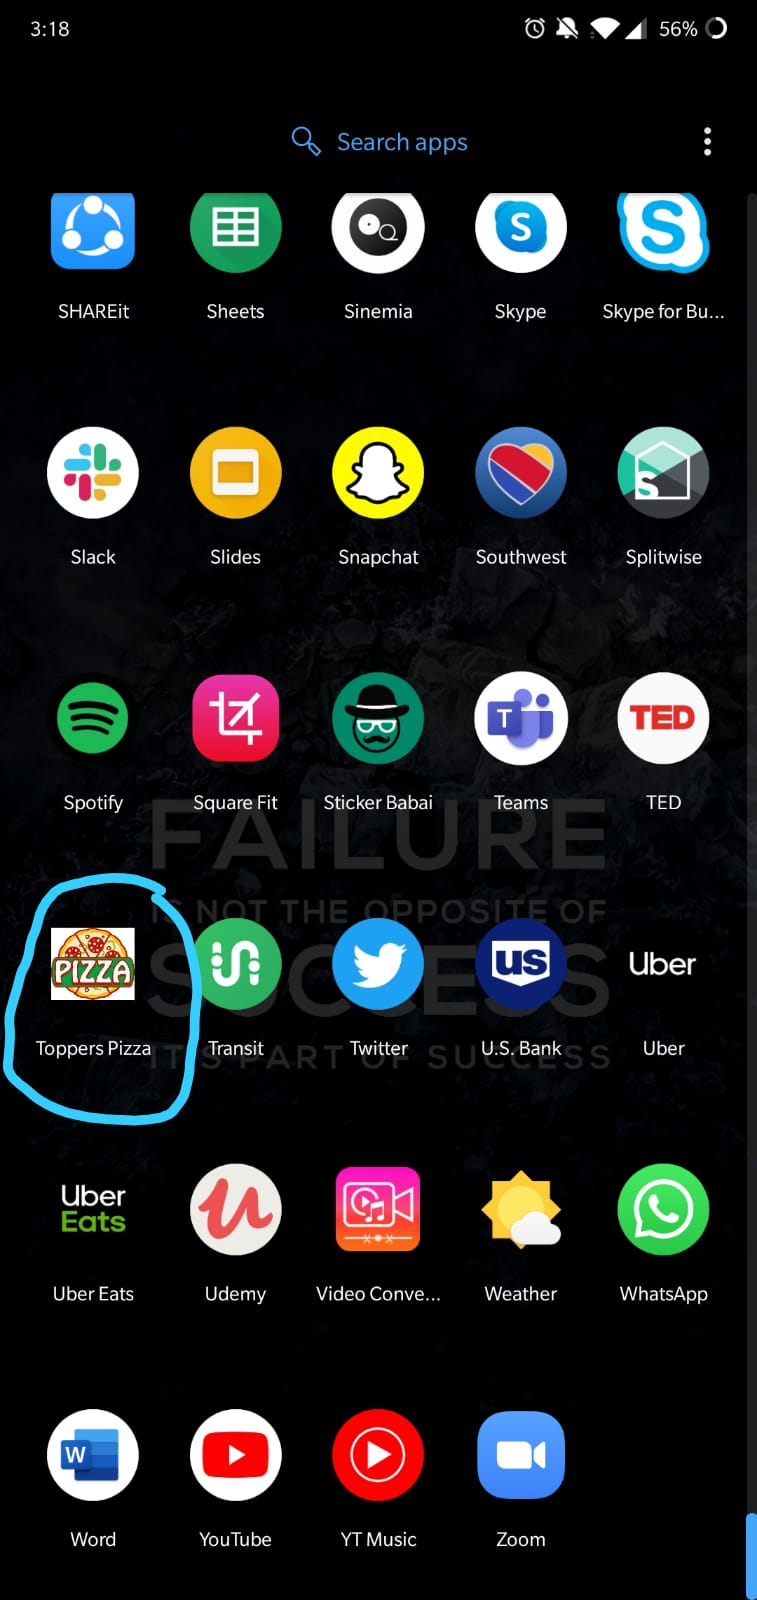 3:18
56%
Search apps
S
S
SHAREit
Sheets
Sinemia
Skype
Skype for Bu...
S
Slack
Slides
Snapchat
Southwest
Splitwise
T
TED
Spotify
Square Fit
Sticker Babai
Teams
TED
FAILURE
IS NOT THE OPPOSITE OF
SUCCESS
IT'S PART OF SUCCESS
PIZZA
us
Uber
Toppers Pizza
Transit
Twitter
U.S. Bank
Uber
Uber
Eats
u
Uber Eats
Udemy
Video Conve...
Weather
WhatsApp
W
Word
YouTube
YT Music
Zoom